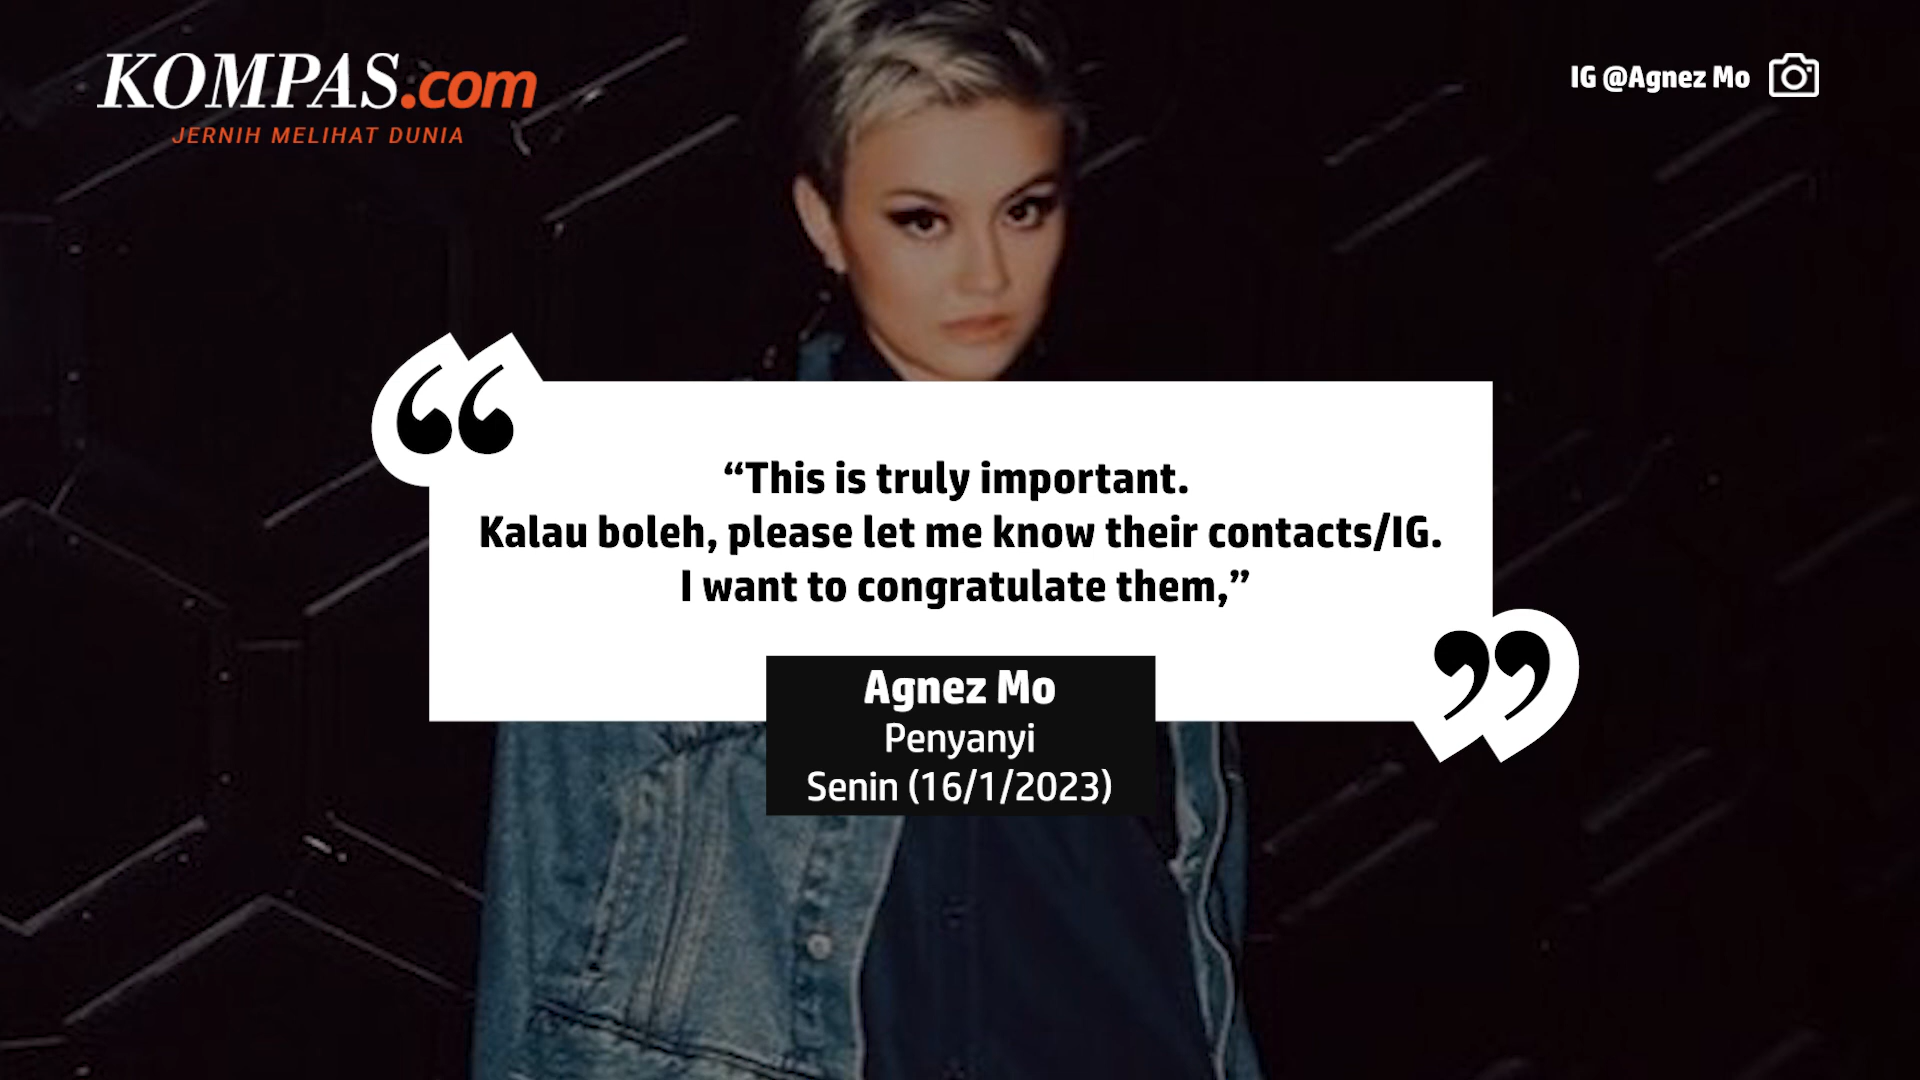 KOMPAS.com
JERNIH MELIHAT DUNIA
IG @Agnez Mo
“This is truly important.
Kalau boleh, please let me know their contacts/IG.
I want to congratulate them,”
Agnez Mo
Penyanyi
Senin (16/1/2023)